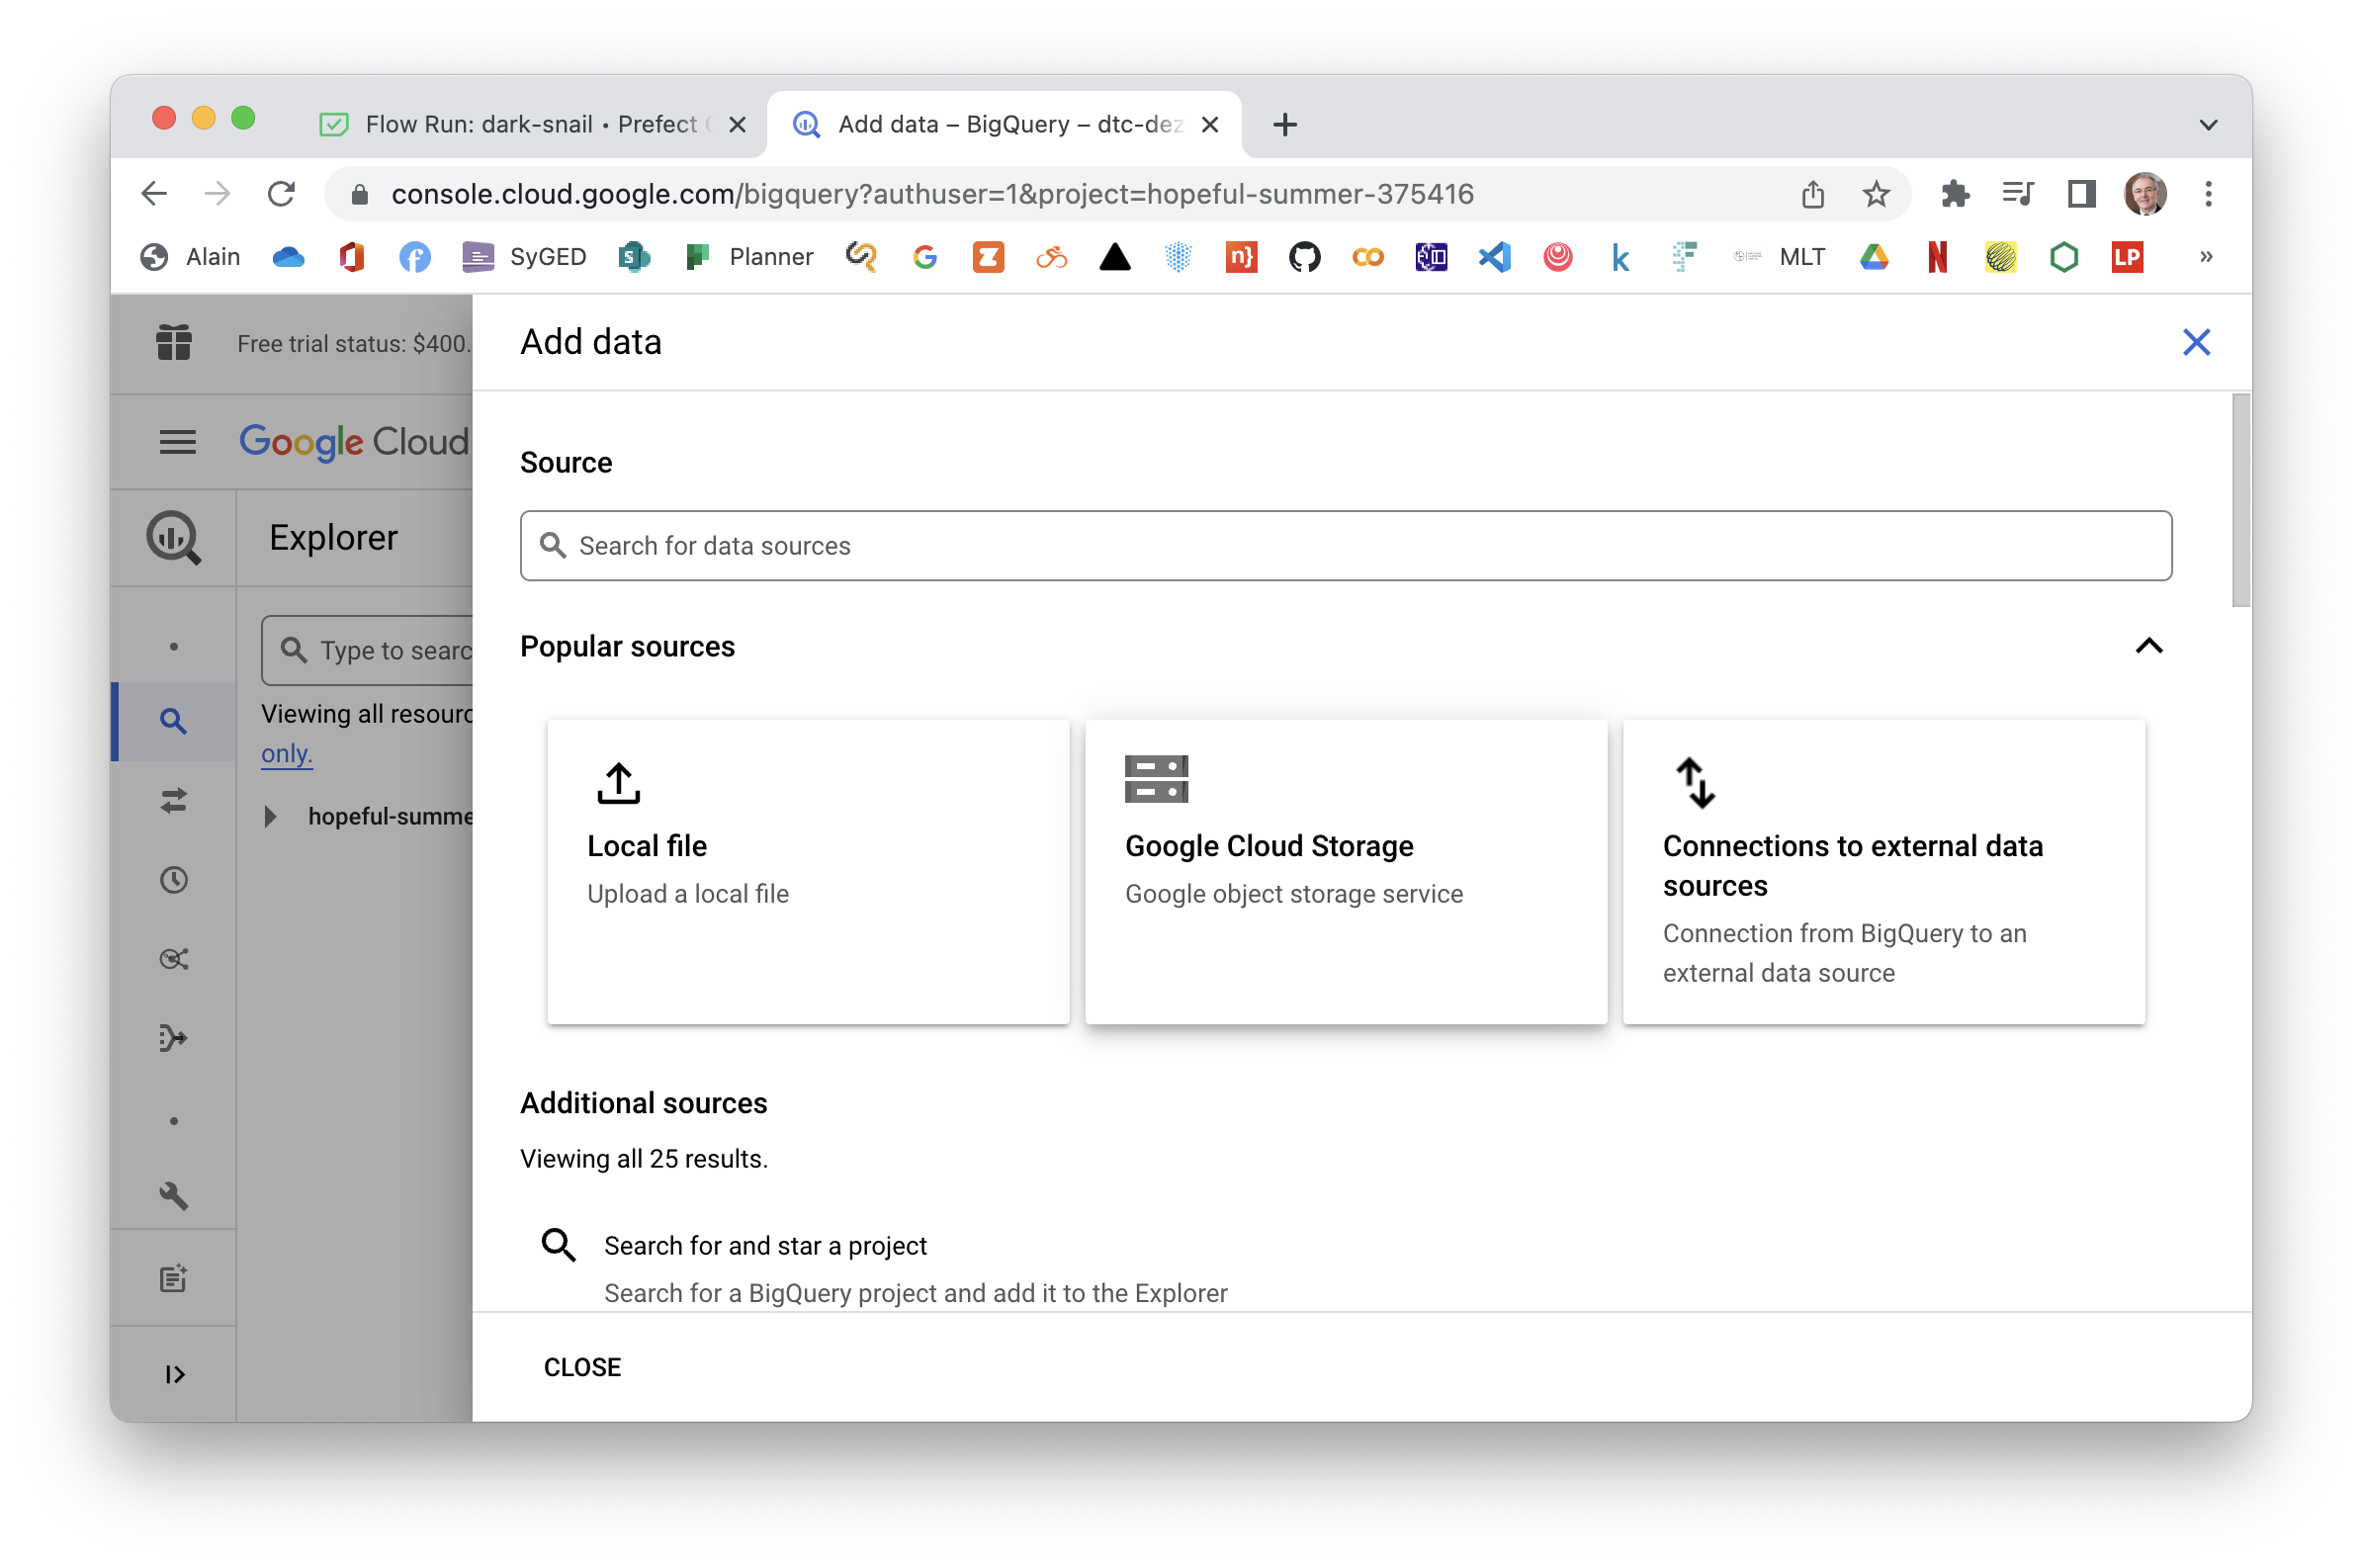 Flow Run: dark-snail • Prefect
Add data – BigQuery – dtc-dez
console.cloud.google.com/bigquery?authuser=1&project=hopeful-summer-375416
Alain
SyGED
Planner
MLT
LP
Free trial status: $400.
Add data
Google Cloud
Explorer
Type to searc
Viewing all resourc
only.
hopeful-summe
Source
Search for data sources
Popular sources
Local file
Upload a local file
Google Cloud Storage
Google object storage service
Connections to external data
sources
Connection from BigQuery to an
external data source
Additional sources
Viewing all 25 results.
Search for and star a project
Search for a BigQuery project and add it to the Explorer
CLOSE